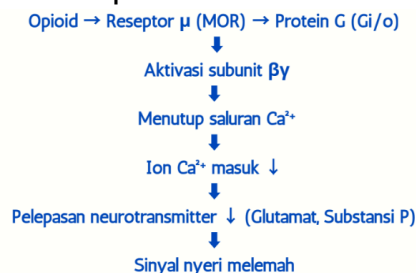 Opioid → Reseptor μ (MOR) → Protein G (Gi/o)
Aktivasi subunit βγ
Menutup saluran Ca²⁺
Ion Ca²⁺ masuk ↓
Pelepasan neurotransmitter ↓ (Glutamat, Substansi P)
Sinyal nyeri melemah